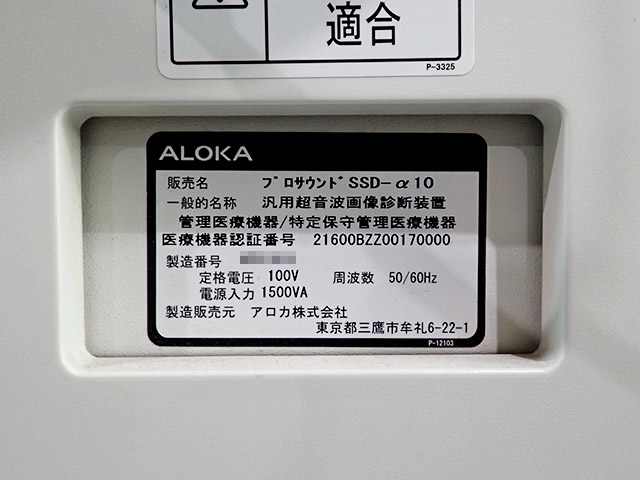 適合
P-3325
ALOKA
販売名 プロサウンドSSD-α10
一般的名称 汎用超音波画像診断装置
管理医療機器/特定保守管理医療機器
医療機器認証番号 21600BZZ00170000
製造番号
定格電圧 100V 周波数 50/60Hz
電源入力 1500VA
製造販売元 アロカ株式会社
東京都三鷹市牟礼6-22-1
P-12103